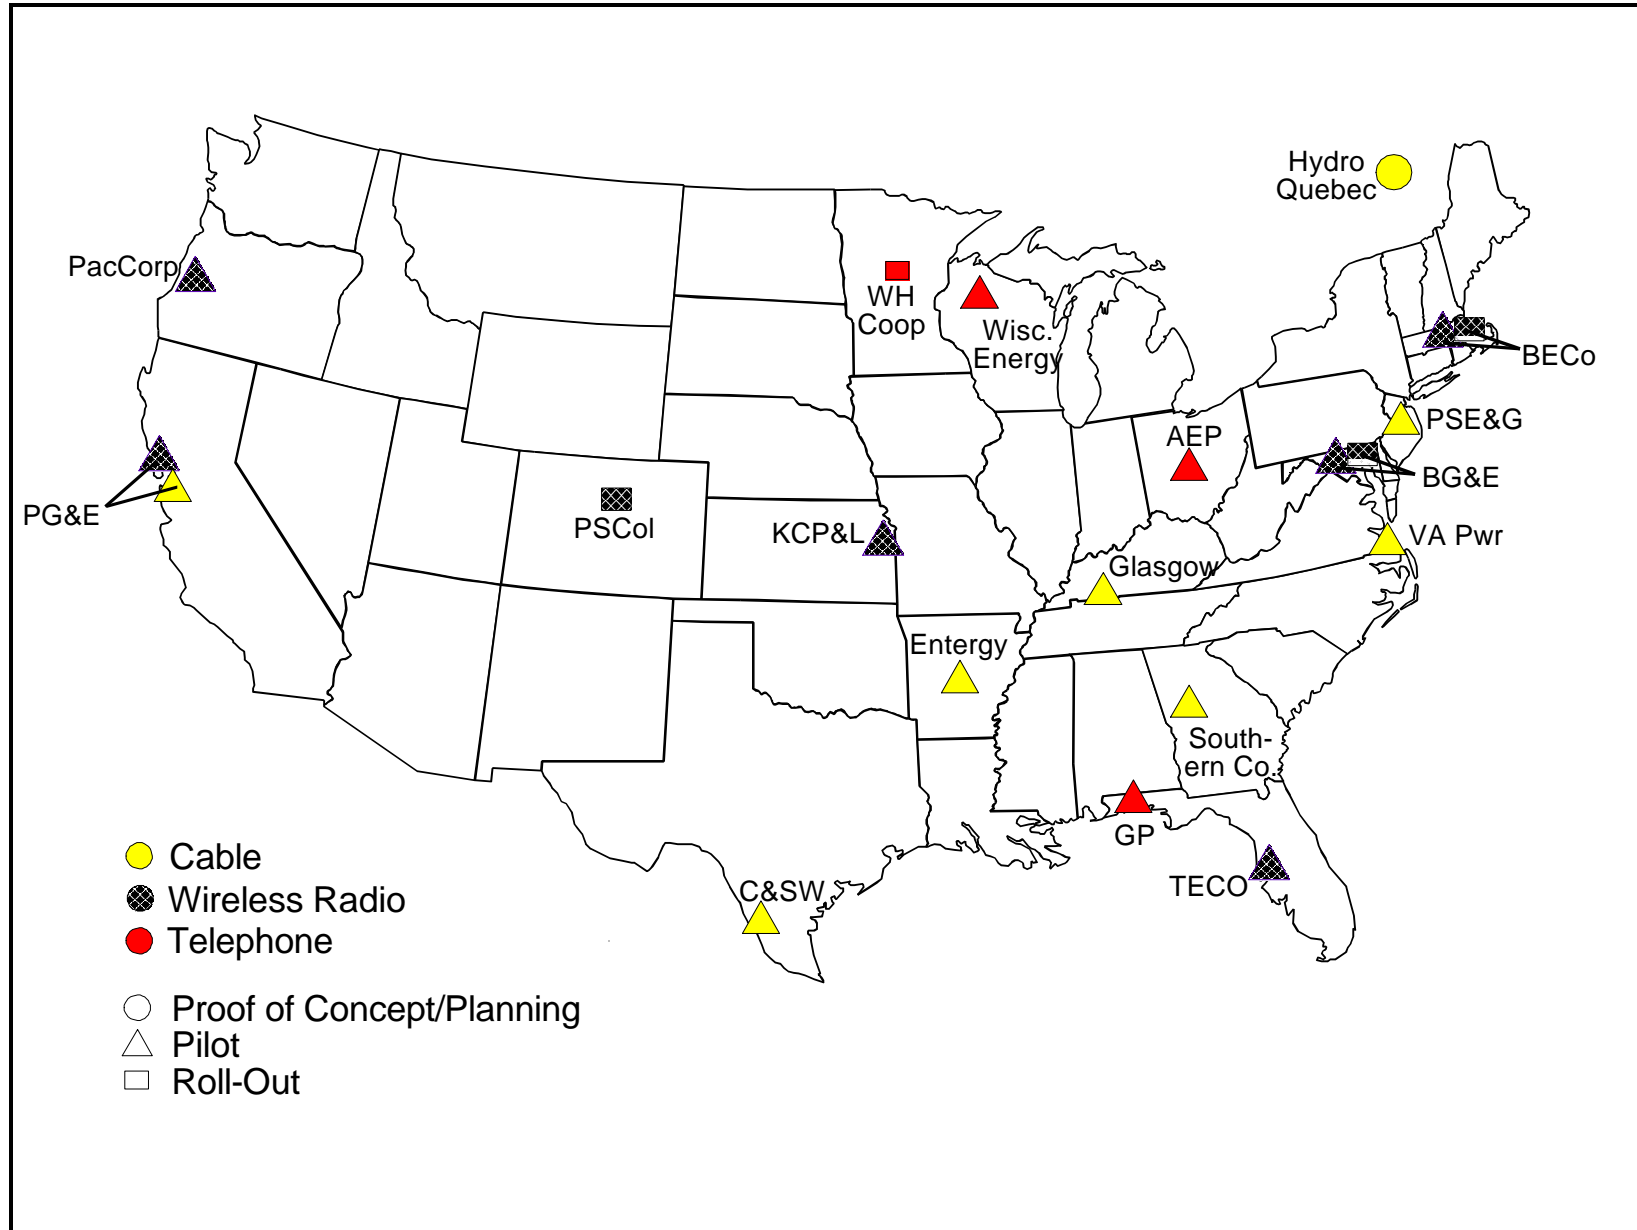 Hydro
Quebec
PacCorp
WH
Coop
Wisc.
Energy
BECo
PSE&G
AEP
BG&E
PG&E
PSCol
KCP&L
VA Pwr
Glasgow
Entergy
South-
ern Co.
GP
TECO
C&SW
Cable
Wireless Radio
Telephone
Proof of Concept/Planning
Pilot
Roll-Out